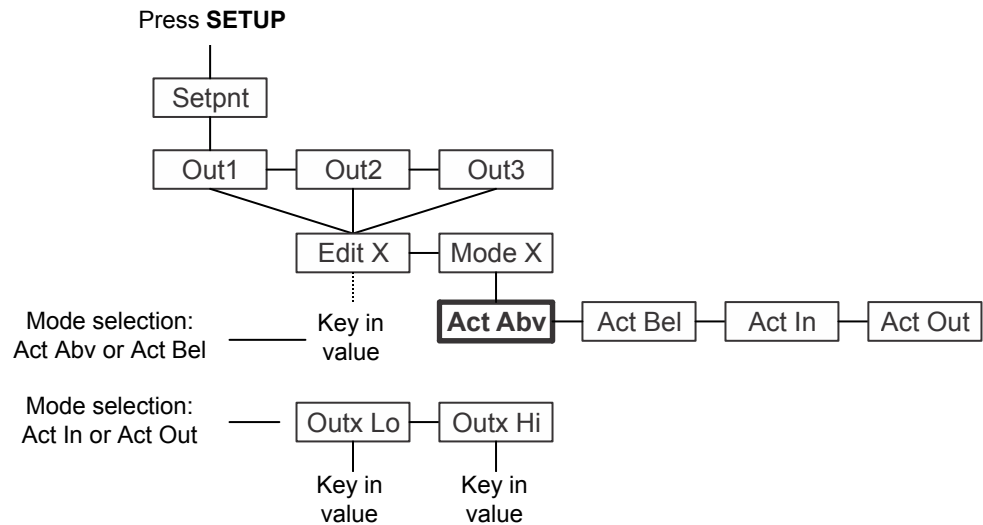 Press SETUP
Setpnt
Out1 Out2 Out3
Edit X Mode X
Mode selection:
Act Abv or Act Bel
Key in
value
Act Abv Act Bel Act In Act Out
Mode selection:
Act In or Act Out
Outx Lo Outx Hi
Key in
value
Key in
value